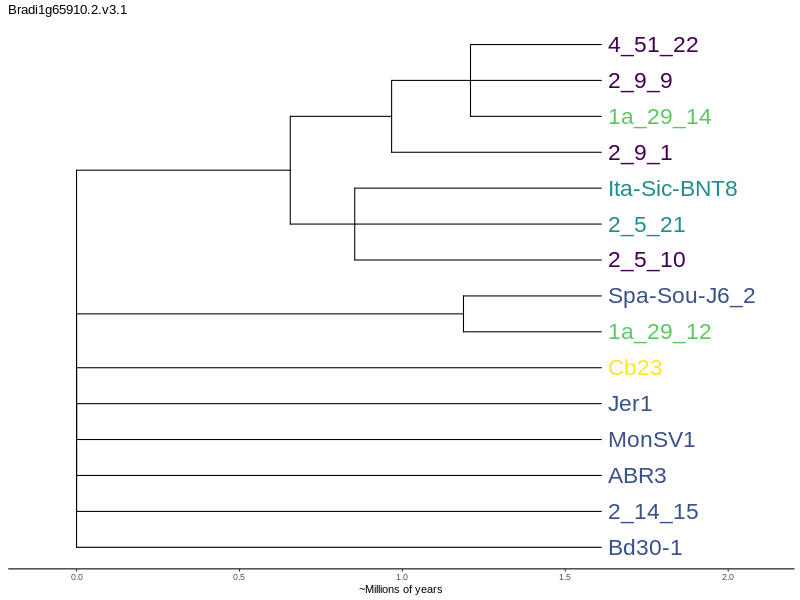 Bradi1g65910.2.v3.1
4_51_22
2_9_9
1a_29_14
2_9_1
Ita-Sic-BNT8
2_5_21
2_5_10
Spa-Sou-J6_2
1a_29_12
Cb23
Jer1
MonSV1
ABR3
2_14_15
Bd30-1
0.0 0.5 1.0 1.5 2.0
~Millions of years